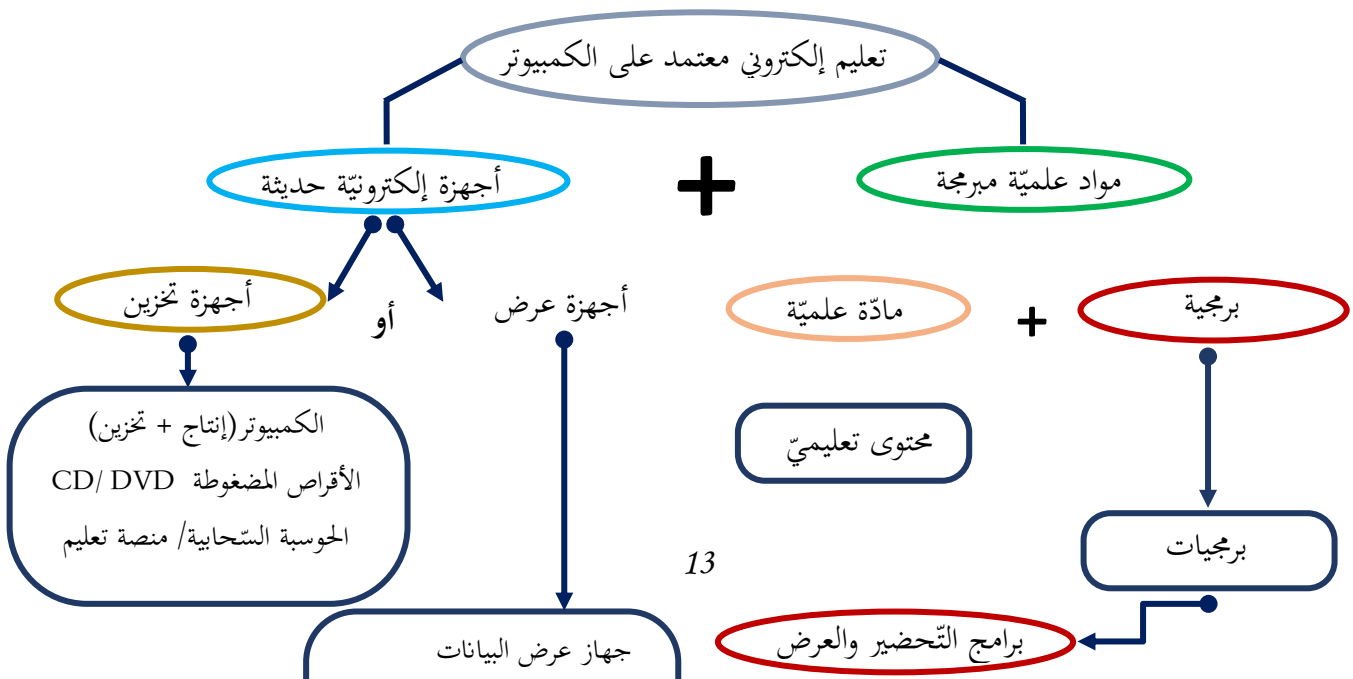 تعليم إلكتروني معتمد على الكمبيوتر
مواد علميّة مبرمجة
+
أجهزة إلكترونيّة حديثة
برمجية
+
مادّة علميّة
أجهزة عرض
أو
أجهزة تخزين
محتوى تعليميّ
الكمبيوتر(إنتاج + تخزين)
الأقراص المضغوطة CD/ DVD
الحوسبة السّحابية/ منصة تعليم
برمجيات
13
برامج التّحضير والعرض
جهاز عرض البيانات